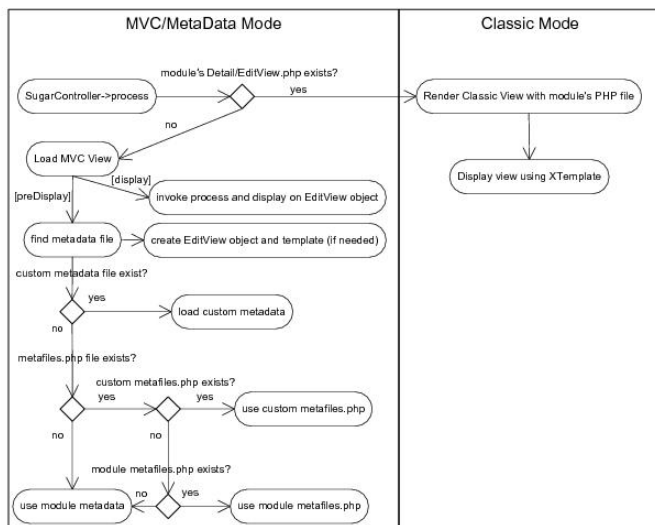 MVC/MetaData Mode
Classic Mode
module's Detail/EditView.php exists?
SugarController->process
yes
Render Classic View with module's PHP file
no
Load MVC View
[display]
Display view using XTemplate
[preDisplay]
invoke process and display on EditView object
find metadata file
create EditView object and template (if needed)
custom metadata file exist?
yes
load custom metadata
no
metafiles.php file exists?
custom metafiles.php exists?
yes
yes
use custom metafiles.php
no
no
module metafiles.php exists?
use module metadata
no
yes
use module metafiles.php